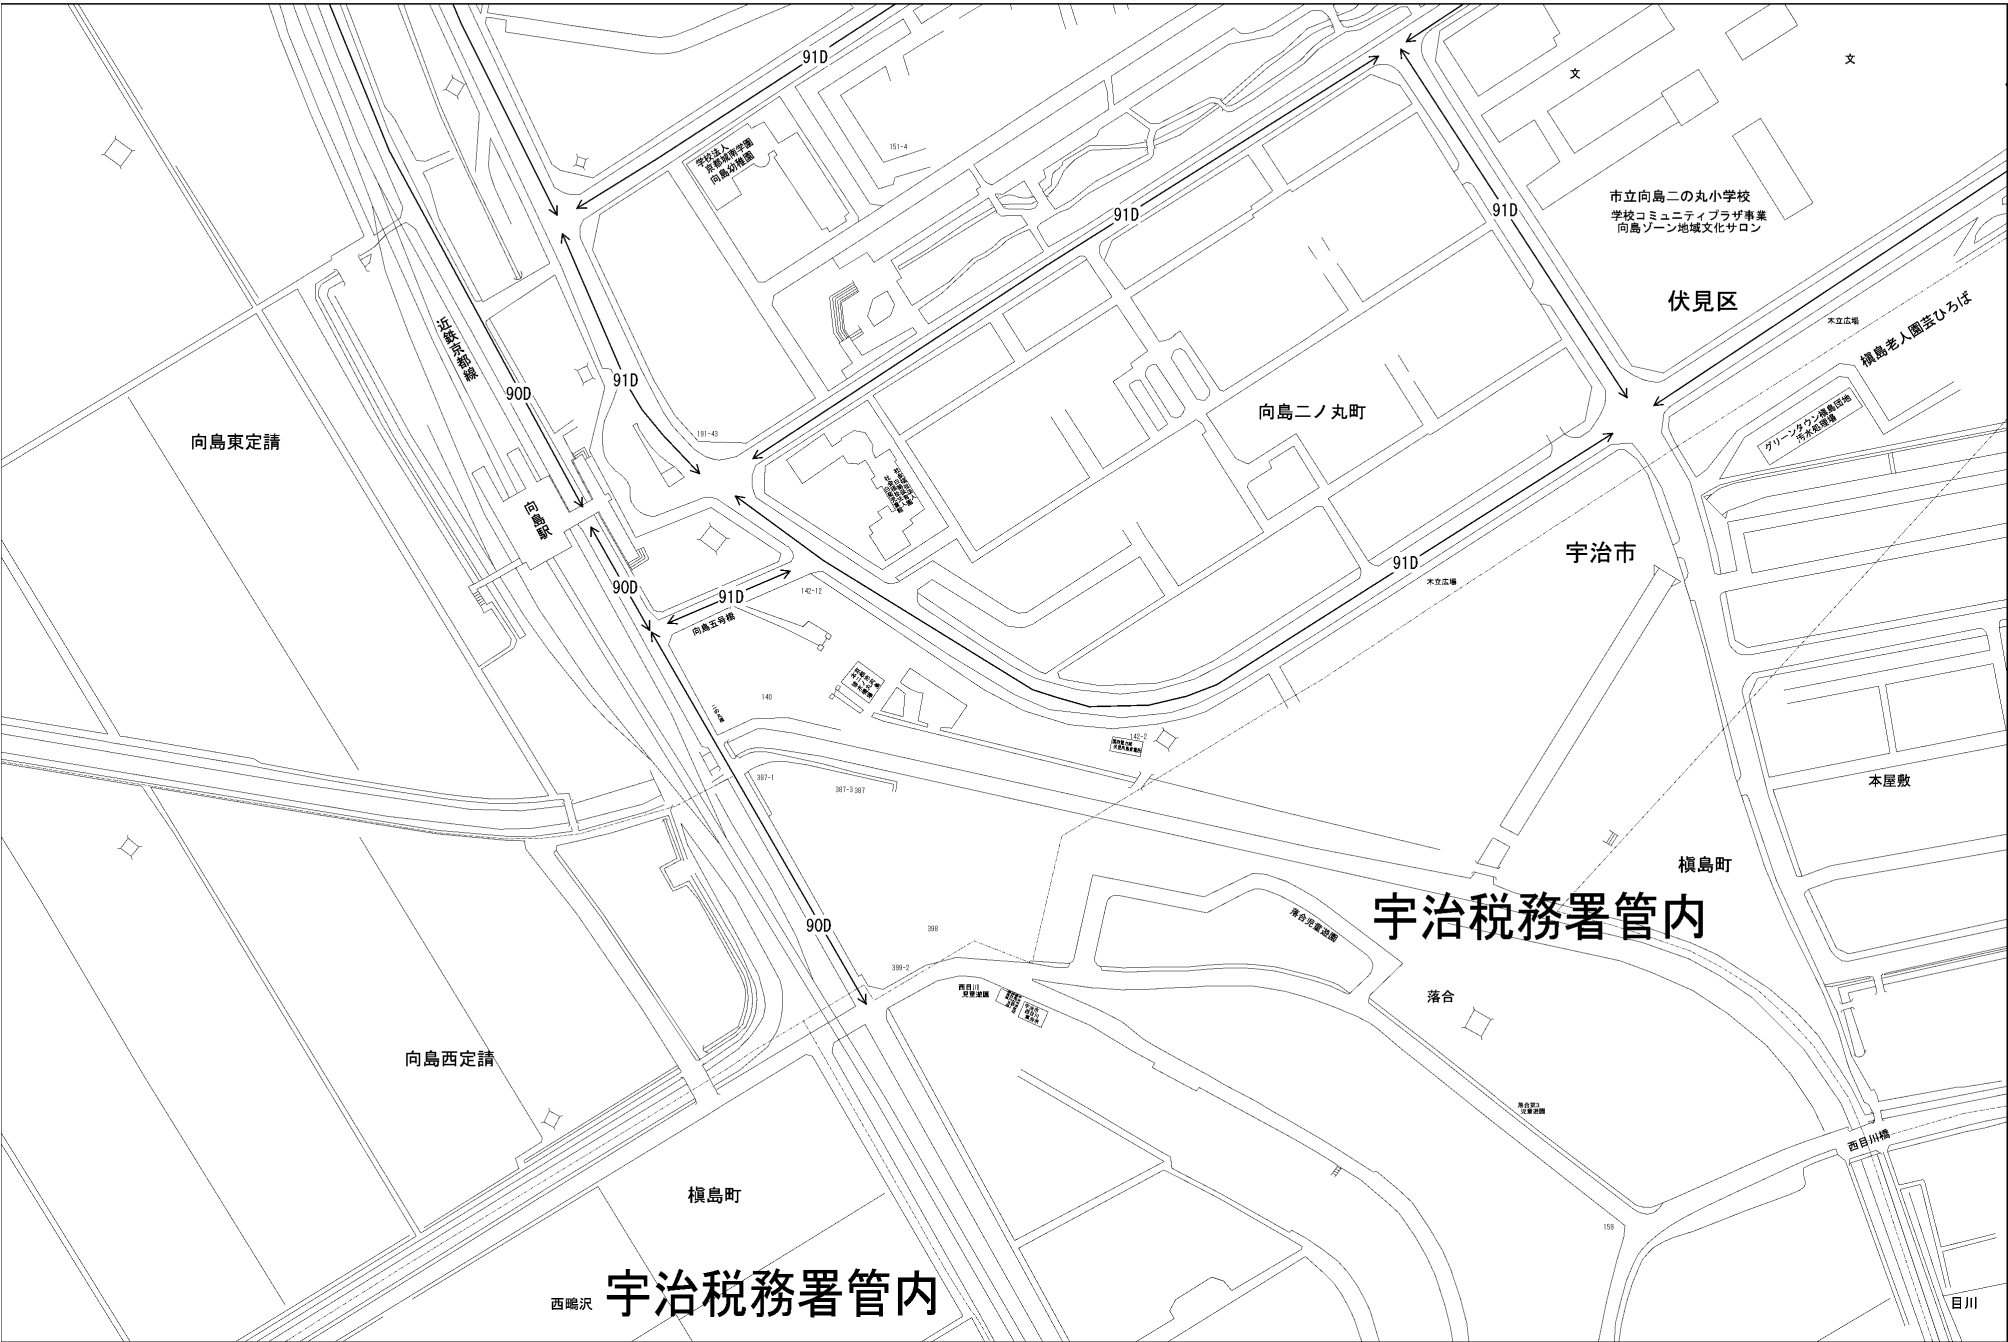 91D
文
文
学校法人
京都城南学園
向島幼稚園
151-4
市立向島二の丸小学校
学校コミュニティプラザ事業
向島ゾーン地域文化サロン
91D
91D
伏見区
木立広場
槇島老人園芸ひろば
近鉄京都線
91D
90D
向島二ノ丸町
グリーンタウン槇島団地
汚水処理場
191-43
向島東定請
向島駅
宇治市
91D
木立広場
90D
91D
142-12
向島五号橋
140
142-2
387-1
387-3
387
本屋敷
槇島町
宇治税務署管内
90D
398
落合児童遊園
399-2
西目川
児童遊園
落合
向島西定請
落合第3
児童遊園
西目川橋
槇島町
159
西鴫沢
宇治税務署管内
目川